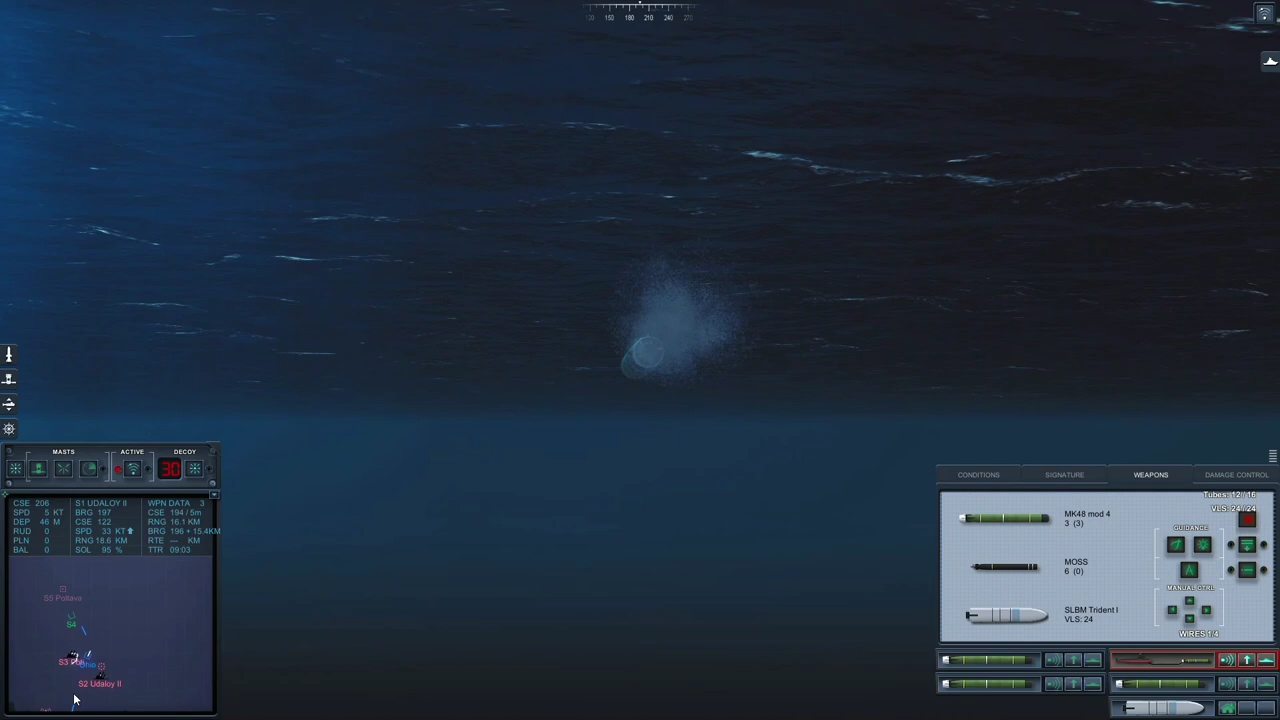 120 150 180 210 240 270
MASTS ACTIVE DECOY
30
CSE 206 S1 UDALOY II WPN DATA 3
SPD 5 KT BRG 197 CSE 194 / 5m
DEP 46 M CSE 122 RNG 16.1 KM
RUD 0 SPD 33 KT BRG 196 + 15.4KM
PLN 0 RNG 18.6 KM RTE --- KM
BAL 0 SOL 95 % TTR 09:03
S5 Poltava
S4
S3
Ohio
S2 Udaloy II
CONDITIONS SIGNATURE WEAPONS DAMAGE CONTROL
Tubes: 12 / 16
VLS: 24 / 24
MK48 mod 4
3 (3)
GUIDANCE
MOSS
6 (0)
A
MANUAL CTRL
SLBM Trident I
VLS: 24
WIRES 1/4